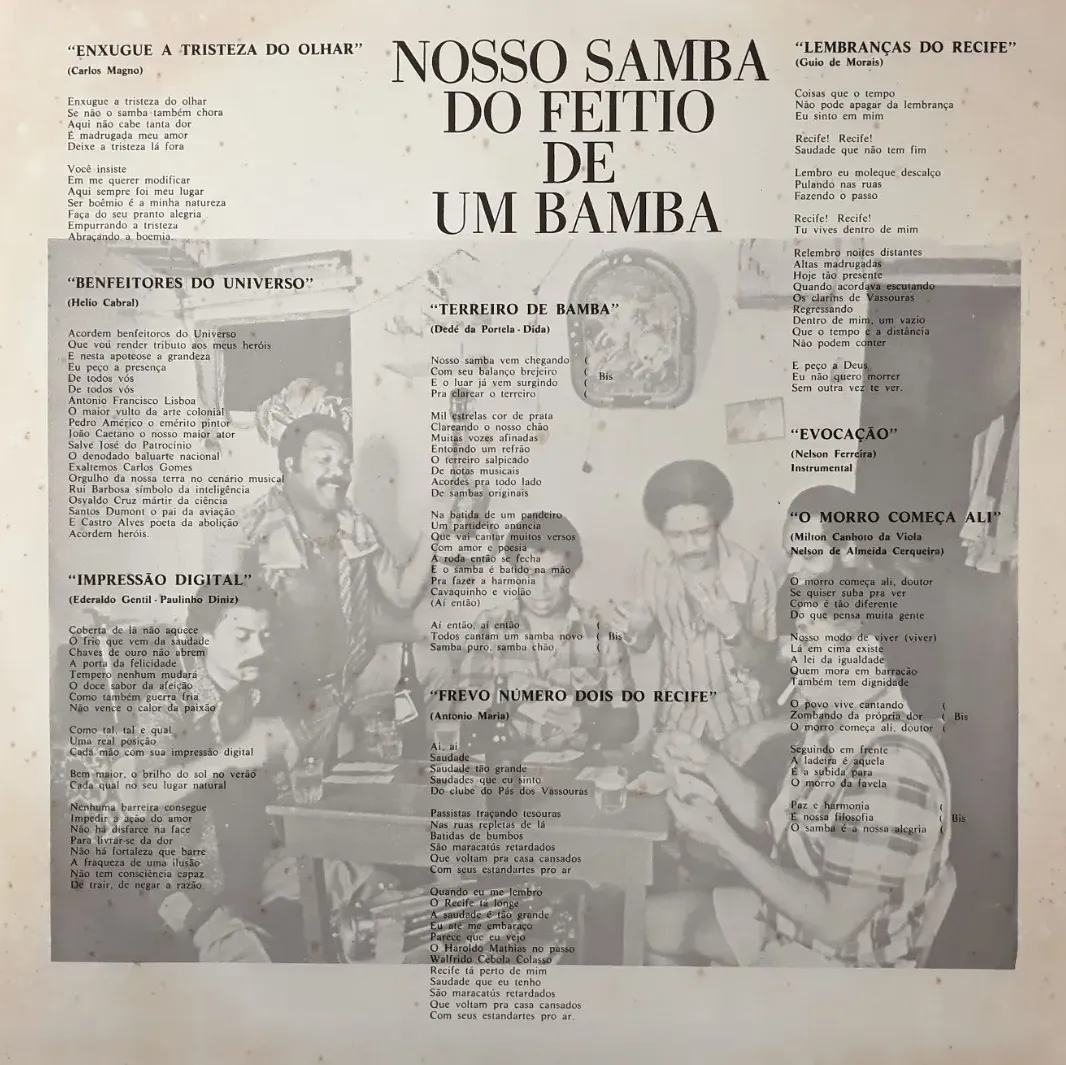 "ENXUGUE A TRISTEZA DO OLHAR"
(Carlos Magno)
Enxugue a tristeza do olhar
Se não o samba também chora
Aqui não cabe tanta dor
É madrugada meu amor
Deixe a tristeza lá fora
Você insiste
Em me querer modificar
Aqui sempre foi meu lugar
Ser boêmio é a minha natureza
Faça do seu pranto alegria
Empurrando a tristeza
Abraçando a boemia.
"BENFEITORES DO UNIVERSO"
(Helio Cabral)
Acordem benfeitoros do Universo
Que vou render tributo aos meus heróis
E nesta apoteose a grandeza
Eu peço a presença
De todos vós
De todos vós
Antonio Francisco Lisboa
O maior vulto da arte colonial
Pedro Américo o emérito pintor
João Caetano o nosso maior ator
Salve José do Patrocínio
O denodado baluarte nacional
Exaltemos Carlos Gomes
Orgulho da nossa terra no cenário musical
Rui Barbosa símbolo da inteligência
Osvaldo Cruz mártir da ciência
Santos Dumont o pai da aviação
E Castro Alves poeta da abolição
Acordem heróis.
"IMPRESSÃO DIGITAL"
(Ederaldo Gentil - Paulinho Diniz)
Coberta de lã não aquece
O frio que vem da saudade
Chaves de ouro não abrem
A porta da felicidade
Tempero nenhum mudará
O doce sabor da afeição
Como também guerra fria
Não vence o calor da paixão
Como tal, tal e qual
Uma real posição
Cada mão com sua impressão digital
Bem maior, o brilho do sol no verão
Cada qual no seu lugar natural
Nenhuma barreira consegue
Impedir a ação do amor
Não há disfarce na face
Para livrar-se da dor
Não há fortaleza que barre
A fraqueza de uma ilusão
Não tem consciência capaz
De trair, de negar a razão
NOSSO SAMBA
DO FEITIO
DE
UM BAMBA
"TERREIRO DE BAMBA"
(Dedé da Portela - Dida)
Nosso samba vem chegando (
Com seu balanço brejeiro ( Bis
E o luar já vem surgindo (
Pra clarear o terreiro (
Mil estrelas cor de prata
Clareando o nosso chão
Muitas vozes afinadas
Entoando um refrão
O terreiro salpicado
De notas musicais
Acordes pra todo lado
De sambas originais
Na batida de um pandeiro
Um partideiro anuncia
Que vai cantar muitos versos
Com amor e poesia
A roda então se fecha
E o samba é batido na mão
Pra fazer a harmonia
Cavaquinho e violão
(Aí então)
Aí então, aí então (
Todos cantam um samba novo ( Bis
Samba puro, samba chão (
"FREVO NÚMERO DOIS DO RECIFE"
(Antonio Maria)
Ai, ai
Saudade
Saudade tão grande
Saudades que eu sinto
Do clube do Pás dos Vassouras
Passistas traçando tesouras
Nas ruas repletas de lá
Batidas de bumbos
São maracatús retardados
Que voltam pra casa cansados
Com seus estandartes pro ar
Quando eu me lembro
O Recife tá longe
A saudade é tão grande
Eu até me embaraço
Parece que eu vejo
O Haroldo Mathias no passo
Walfrido Cebola Colasso
Recife tá perto de mim
Saudade que eu tenho
São maracatús retardados
Que voltam pra casa cansados
Com seus estandartes pro ar.
"LEMBRANÇAS DO RECIFE"
(Guio de Morais)
Coisas que o tempo
Não pode apagar da lembrança
Eu sinto em mim
Recife! Recife!
Saudade que não tem fim
Lembro eu moleque descalço
Pulando nas ruas
Fazendo o passo
Recife! Recife!
Tu vives dentro de mim
Relembro noites distantes
Altas madrugadas
Hoje tão presente
Quando acordava escutando
Os clarins de Vassouras
Regressando
Dentro de mim, um vazio
Que o tempo e a distância
Não podem conter
E peço a Deus,
Eu não quero morrer
Sem outra vez te ver.
"EVOCAÇÃO"
(Nelson Ferreira)
Instrumental
"O MORRO COMEÇA ALI"
(Milton Canhoto da Viola
Nelson de Almeida Cerqueira)
O morro começa ali, doutor
Se quiser suba pra ver
Como é tão diferente
Do que pensa muita gente
Nosso modo de viver (viver)
Lá em cima existe
A lei da igualdade
Quem mora em barracão
Também tem dignidade
O povo vive cantando (
Zombando da própria dor ( Bis
O morro começa ali, doutor (
Seguindo em frente
A ladeira é aquela
É a subida para
O morro da favela
Paz e harmonia (
É nossa filosofia ( Bis
O samba é a nossa alegria (